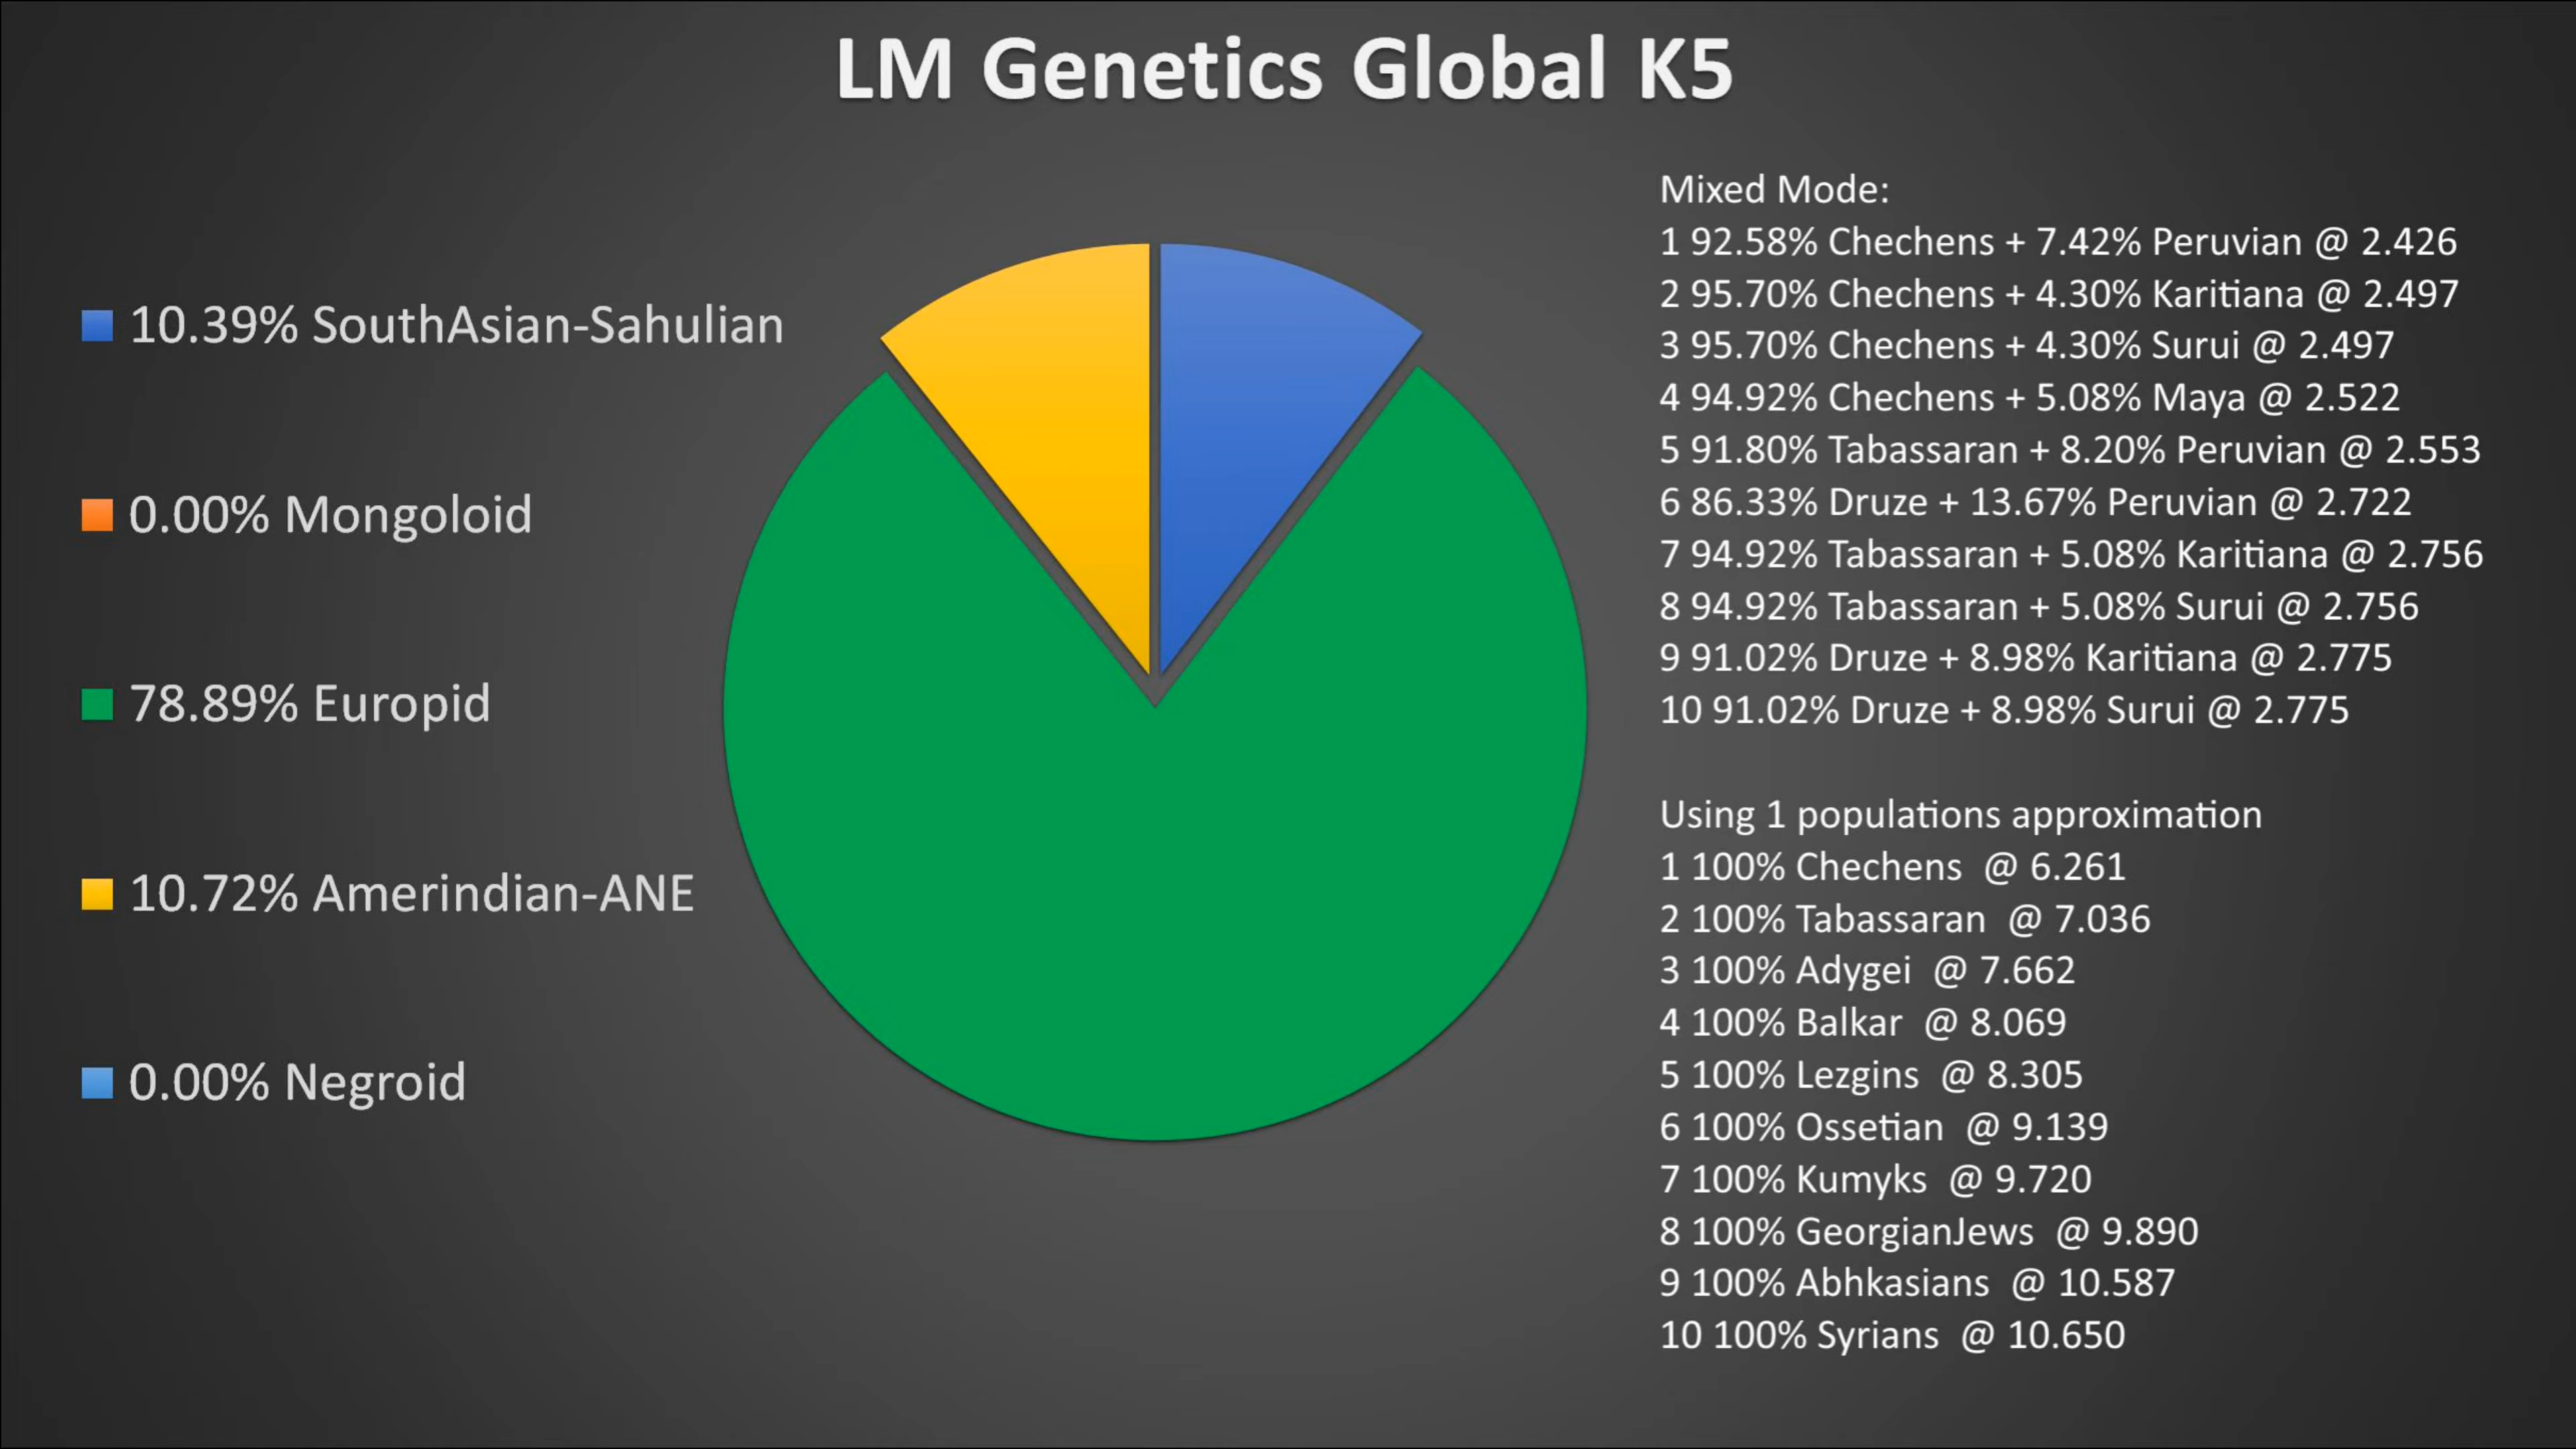 LM Genetics Global K5
10.39% SouthAsian-Sahulian
0.00% Mongoloid
78.89% Europid
10.72% Amerindian-ANE
0.00% Negroid
Mixed Mode:
1 92.58% Chechens + 7.42% Peruvian @ 2.426
2 95.70% Chechens + 4.30% Karitiana @ 2.497
3 95.70% Chechens + 4.30% Surui @ 2.497
4 94.92% Chechens + 5.08% Maya @ 2.522
5 91.80% Tabassaran + 8.20% Peruvian @ 2.553
6 86.33% Druze + 13.67% Peruvian @ 2.722
7 94.92% Tabassaran + 5.08% Karitiana @ 2.756
8 94.92% Tabassaran + 5.08% Surui @ 2.756
9 91.02% Druze + 8.98% Karitiana @ 2.775
10 91.02% Druze + 8.98% Surui @ 2.775
Using 1 populations approximation
1 100% Chechens @ 6.261
2 100% Tabassaran @ 7.036
3 100% Adygei @ 7.662
4 100% Balkar @ 8.069
5 100% Lezgins @ 8.305
6 100% Ossetian @ 9.139
7 100% Kumyks @ 9.720
8 100% GeorgianJews @ 9.890
9 100% Abhkasians @ 10.587
10 100% Syrians @ 10.650